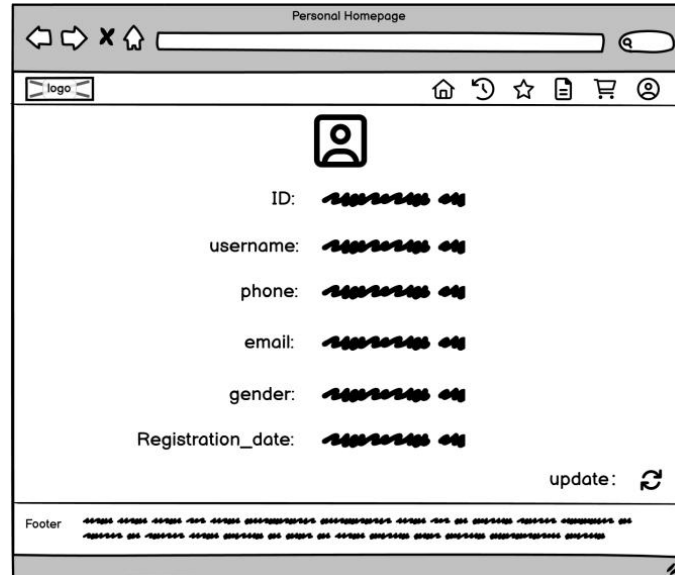 Personal Homepage
logo
ID:
username:
phone:
email:
gender:
Registration_date:
update:
Footer